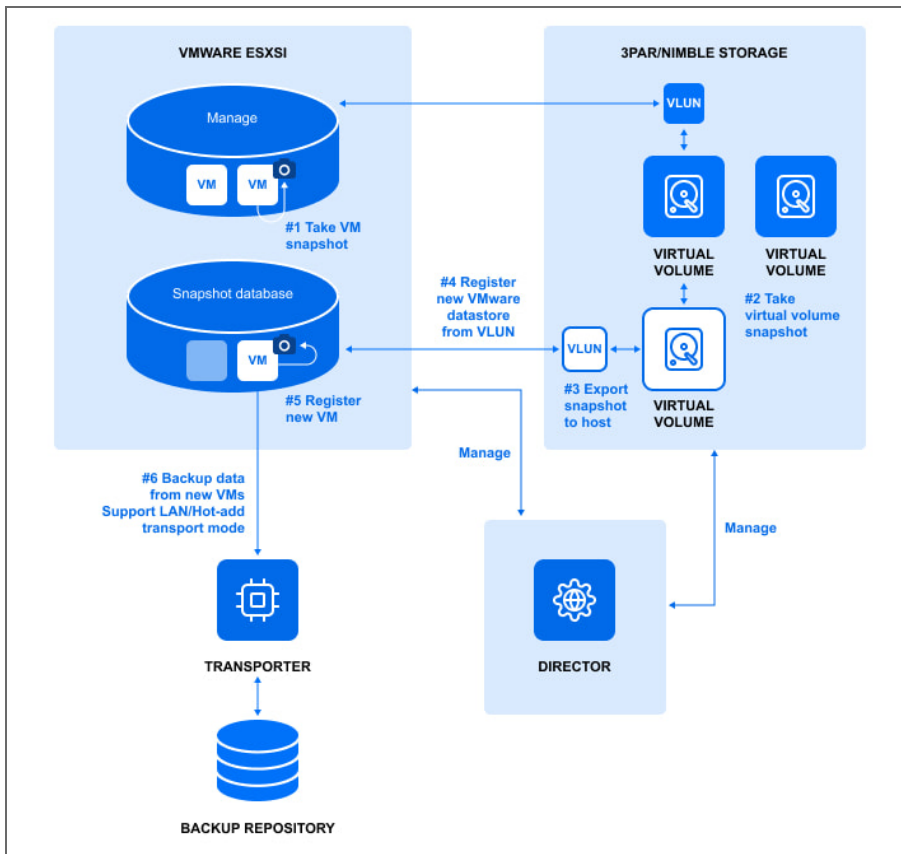 VMWARE ESXSI
3PAR/NIMBLE STORAGE
Manage
VLUN
VM
VM
#1 Take VM
snapshot
VIRTUAL
VOLUME
VIRTUAL
VOLUME
Snapshot database
#4 Register
new VMware
datastore
from VLUN
#2 Take
virtual volume
snapshot
VM
VLUN
#5 Register
new VM
#3 Export
snapshot
to host
VIRTUAL
VOLUME
Manage
#6 Backup data
from new VMs
Support LAN/Hot-add
transport mode
Manage
TRANSPORTER
DIRECTOR
BACKUP REPOSITORY